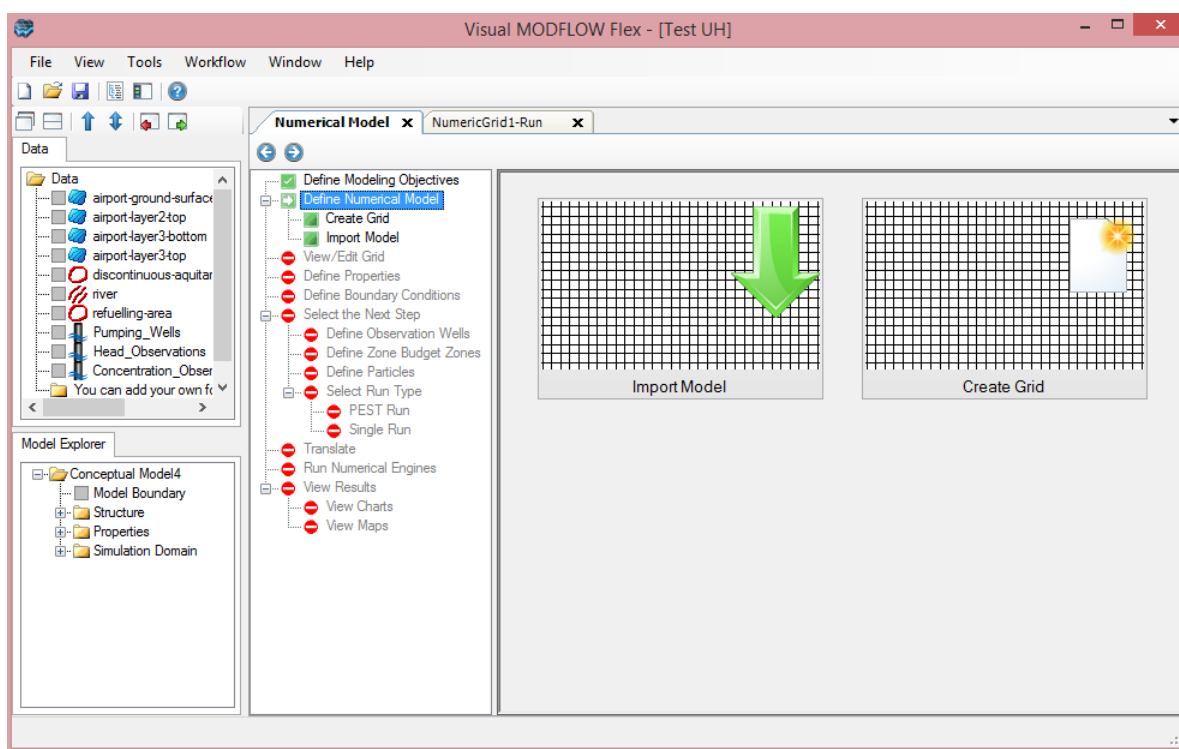 Visual MODFLOW Flex - [Test UH]
File View Tools Workflow Window Help
Numerical Model NumericGrid1-Run
Data
Data
airport-ground-surface
airport-layer2-top
airport-layer3-bottom
airport-layer3-top
discontinuous-aquitar
river
refuelling-area
Pumping_Wells
Head_Observations
Concentration_Obser
You can add your own fo
Model Explorer
Conceptual Model4
Model Boundary
Structure
Properties
Simulation Domain
Define Modeling Objectives
Define Numerical Model
Create Grid
Import Model
View/Edit Grid
Define Properties
Define Boundary Conditions
Select the Next Step
Define Observation Wells
Define Zone Budget Zones
Define Particles
Select Run Type
PEST Run
Single Run
Translate
Run Numerical Engines
View Results
View Charts
View Maps
Import Model
Create Grid